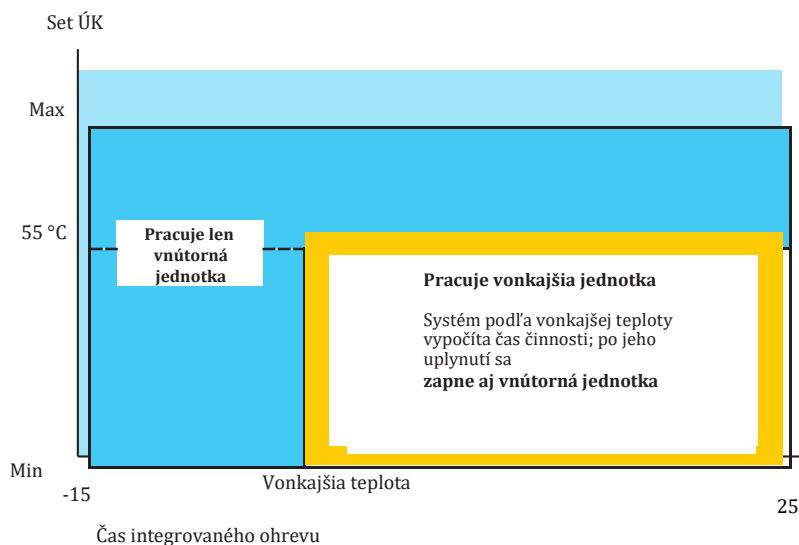 Set ÚK
Max
55 °C
Pracuje len
vnútorná
jednotka
Pracuje vonkajšia jednotka
Systém podľa vonkajšej teploty
vypočíta čas činnosti; po jeho
uplynutí sa
zapne aj vnútorná jednotka
Min
-15
Vonkajšia teplota
25
Čas integrovaného ohrevu